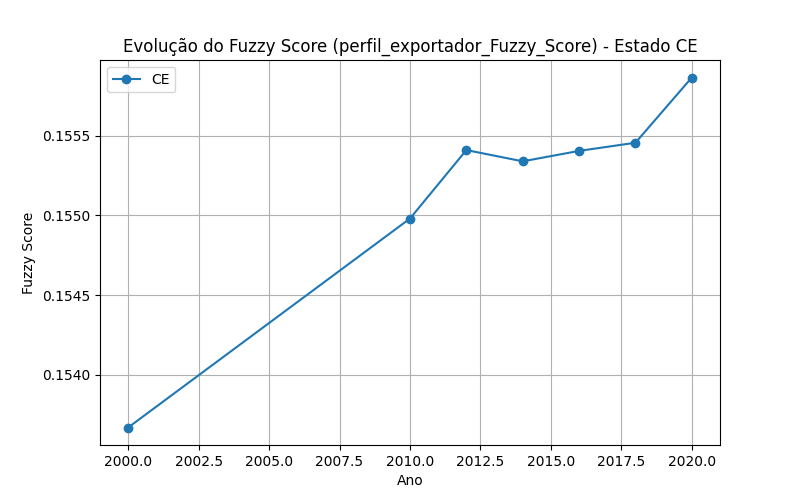 Evolução do Fuzzy Score (perfil_exportador_Fuzzy_Score) - Estado CE
CE
0.1555
0.1550
0.1545
0.1540
Fuzzy Score
2000.0 2002.5 2005.0 2007.5 2010.0 2012.5 2015.0 2017.5 2020.0
Ano